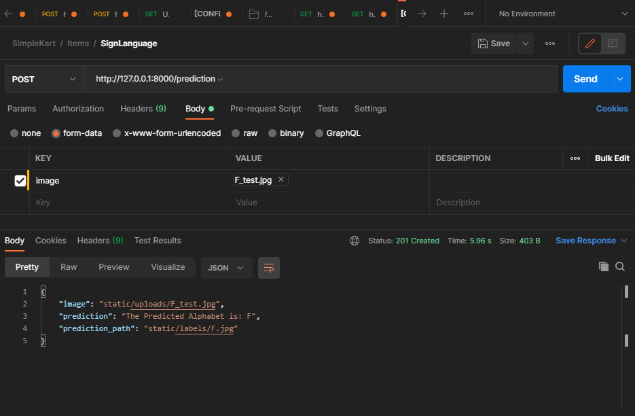 POST
POST
GET U.
[CONFL
/...
GET h.
GET h.
No Environment
SimpleKart / Items / SignLanguage
Save
POST http://127.0.0.1:8000/prediction
Send
Params Authorization Headers (9) Body Pre-request Script Tests Settings Cookies
none form-data x-www-form-urlencoded raw binary GraphQL
KEY VALUE DESCRIPTION Bulk Edit
image F_test.jpg
Key Value Description
Body Cookies Headers (9) Test Results Status: 201 Created Time: 5.96 s Size: 403 B Save Response
Pretty Raw Preview Visualize JSON
1 {
2 "image": "static/uploads/F_test.jpg",
3 "prediction": "The Predicted Alphabet is: F",
4 "prediction_path": "static/labels/F.jpg"
5 }